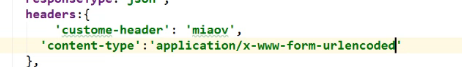 responseType: 'json',
headers:{
'custome-header': 'miaov',
'content-type':'application/x-www-form-urlencoded'
},